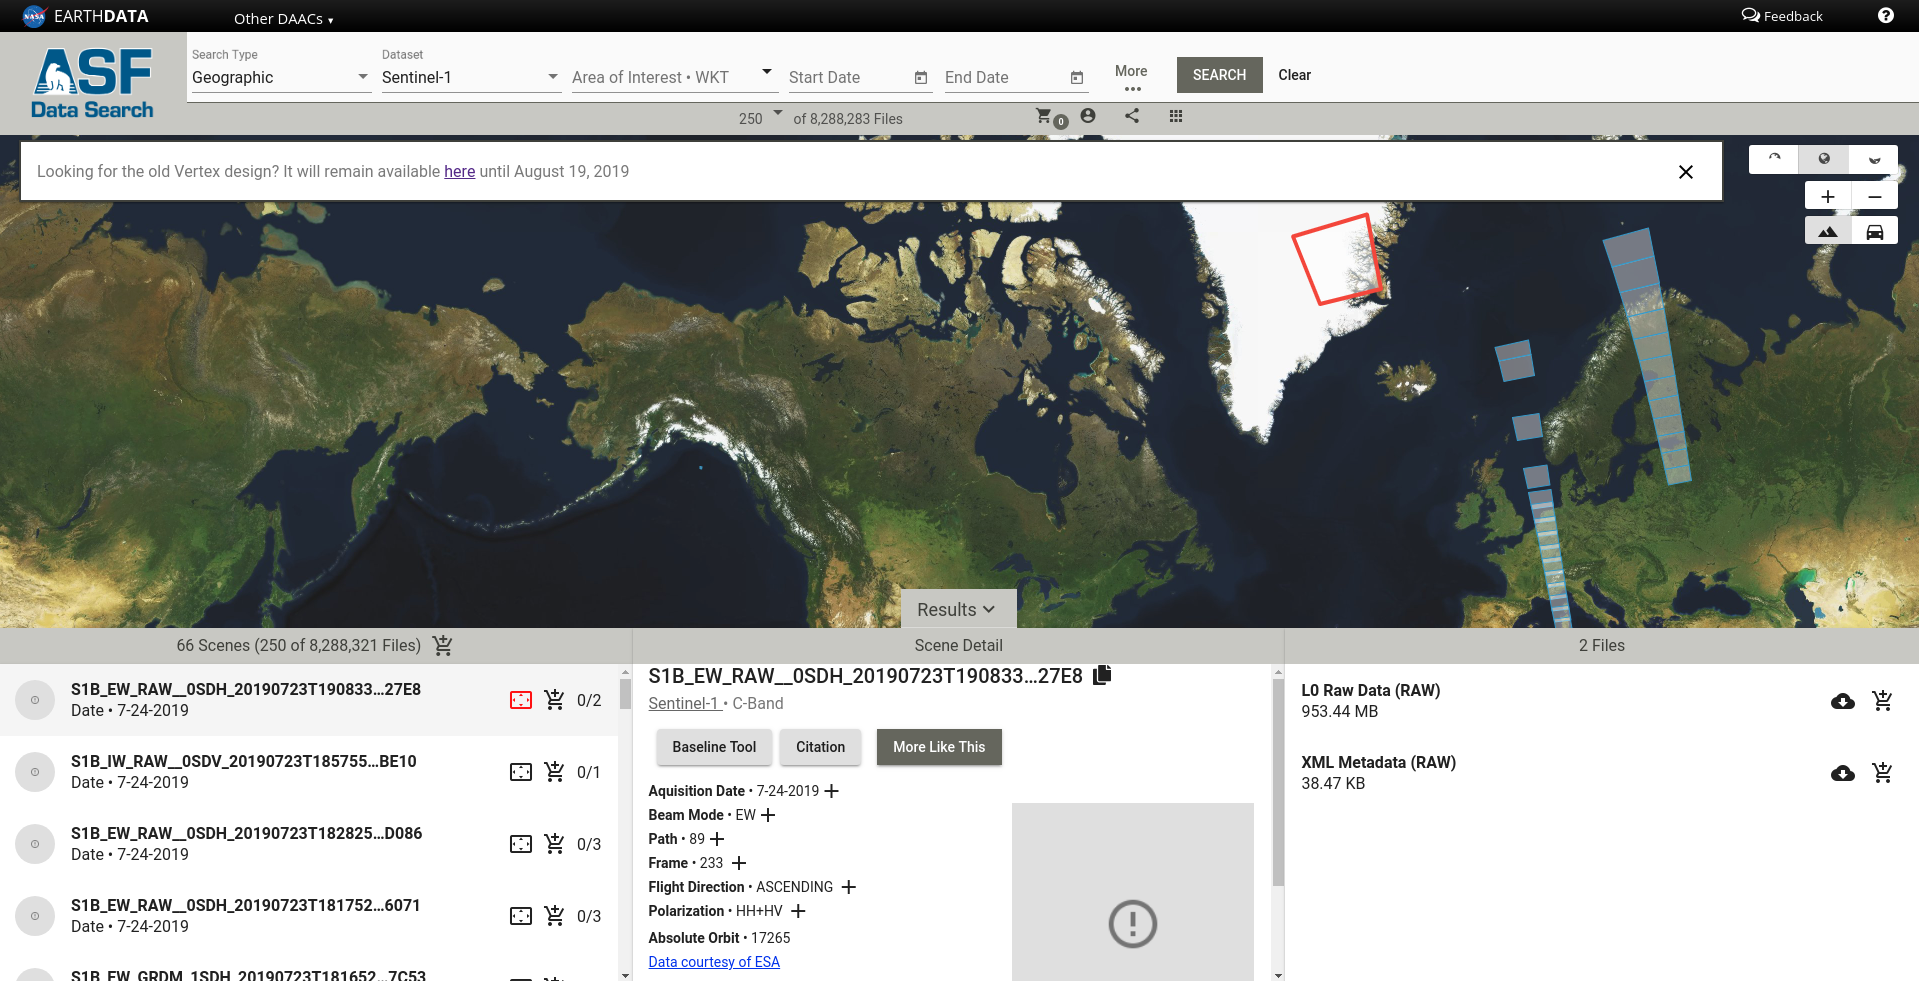 NASA EARTHDATA Other DAACs ▾ Feedback ?
ASF
Data Search
Search Type
Geographic
Dataset
Sentinel-1
Area of Interest • WKT
Start Date
End Date
More
•••
SEARCH
Clear
250 of 8,288,283 Files
0
Looking for the old Vertex design? It will remain available here until August 19, 2019
Results
66 Scenes (250 of 8,288,321 Files)
S1B_EW_RAW__0SDH_20190723T190833...27E8
Date • 7-24-2019
0/2
S1B_IW_RAW__0SDV_20190723T185755...BE10
Date • 7-24-2019
0/1
S1B_EW_RAW__0SDH_20190723T182825...D086
Date • 7-24-2019
0/3
S1B_EW_RAW__0SDH_20190723T181752...6071
Date • 7-24-2019
0/3
S1B_EW_GRDM_1SDH_20190723T181652...7C53
Scene Detail
S1B_EW_RAW__0SDH_20190723T190833...27E8
Sentinel-1 • C-Band
Baseline Tool
Citation
More Like This
Aquisition Date • 7-24-2019
Beam Mode • EW
Path • 89
Frame • 233
Flight Direction • ASCENDING
Polarization • HH+HV
Absolute Orbit • 17265
Data courtesy of ESA
2 Files
L0 Raw Data (RAW)
953.44 MB
XML Metadata (RAW)
38.47 KB